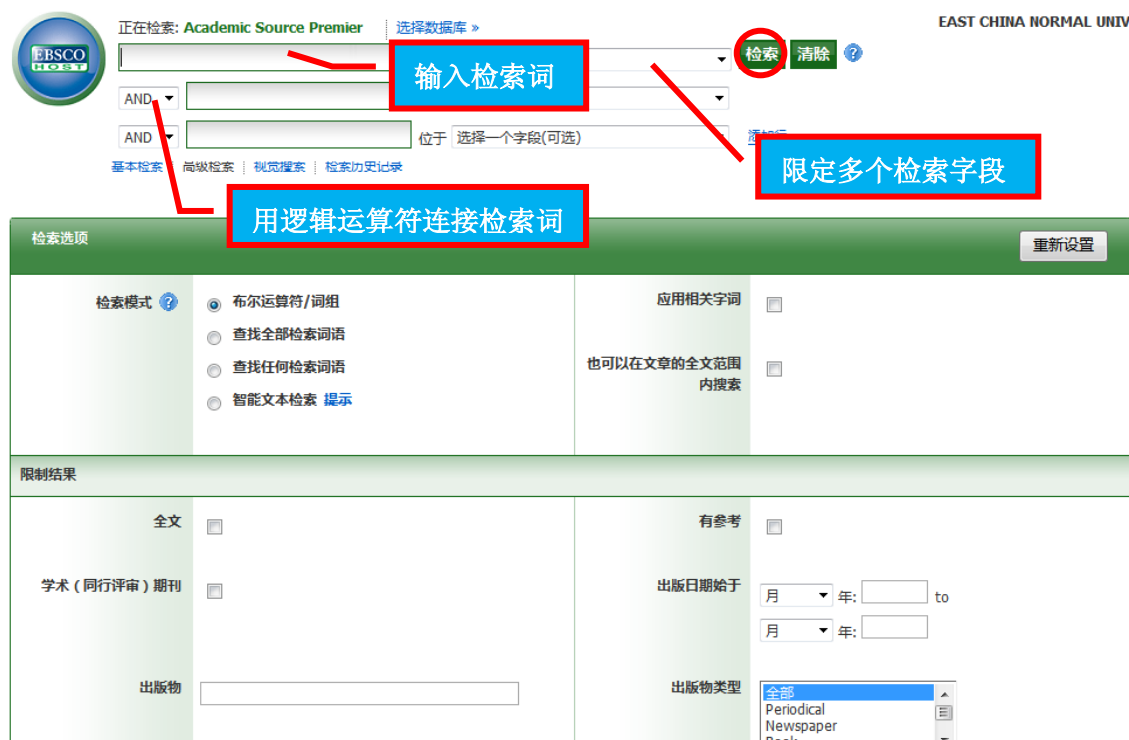 正在检索: Academic Source Premier 选择数据库 »
EAST CHINA NORMAL UNIV
EBSCO
HOST
输入检索词
检索 清除 ?
AND
AND 位于 选择一个字段(可选)
限定多个检索字段
基本检索 高级检索 视觉搜索 检索历史记录
用逻辑运算符连接检索词
检索选项 重新设置
检索模式 ?
布尔运算符/词组
查找全部检索词语
查找任何检索词语
智能文本检索 提示
应用相关字词
也可以在文章的全文范围
内搜索
限制结果
全文
有参考
学术(同行评审)期刊
出版日期始于
月 年: to
月 年:
出版物
出版物类型
全部
Periodical
Newspaper